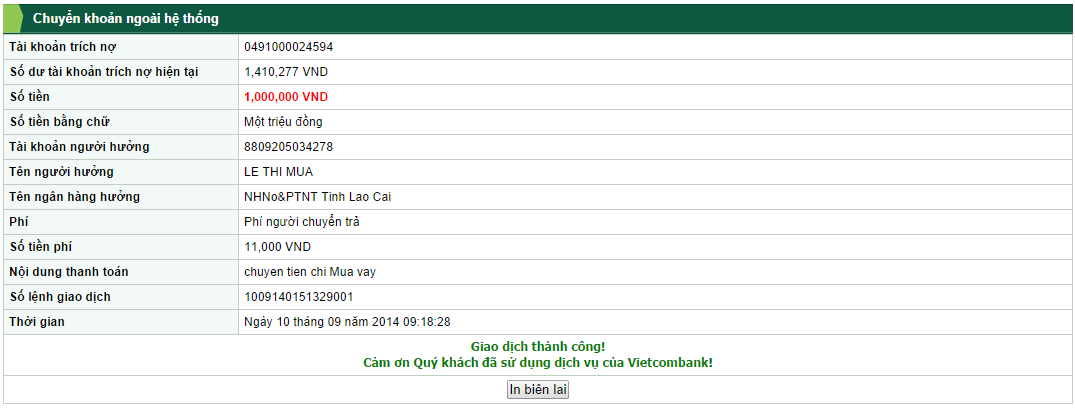 Chuyển khoản ngoài hệ thống
Tài khoản trích nợ 0491000024594
Số dư tài khoản trích nợ hiện tại 1,410,277 VND
Số tiền 1,000,000 VND
Số tiền bằng chữ Một triệu đồng
Tài khoản người hưởng 8809205034278
Tên người hưởng LE THI MUA
Tên ngân hàng hưởng NHNo&PTNT Tinh Lao Cai
Phí Phí người chuyển trả
Số tiền phí 11,000 VND
Nội dung thanh toán chuyen tien chi Mua vay
Số lệnh giao dịch 1009140151329001
Thời gian Ngày 10 tháng 09 năm 2014 09:18:28
Giao dịch thành công!
Cảm ơn Quý khách đã sử dụng dịch vụ của Vietcombank!
In biên lai